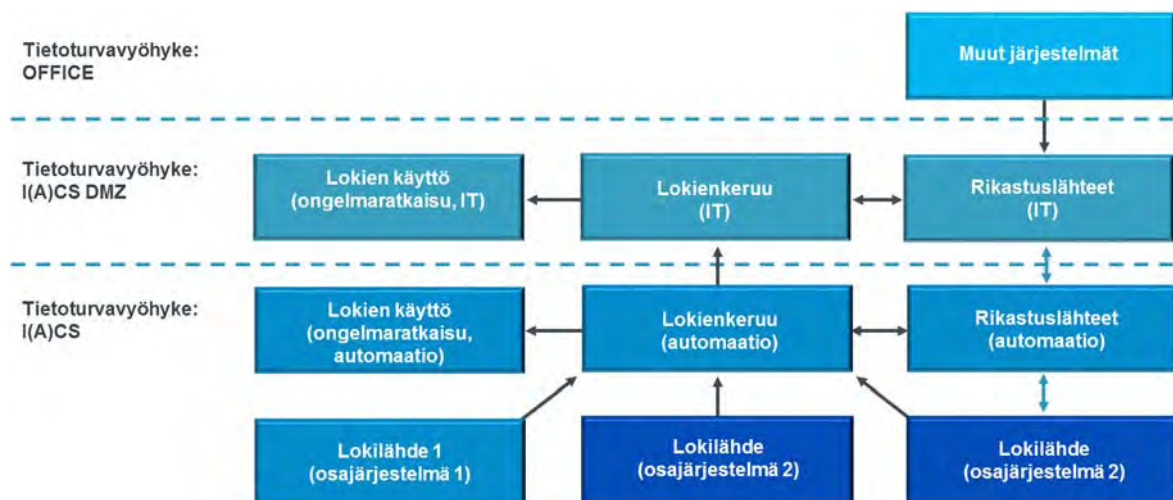 Tietoturvavyöhyke:
OFFICE
Muut järjestelmät
Tietoturvavyöhyke:
I(A)CS DMZ
Lokien käyttö
(ongelmaratkaisu, IT)
Lokienkeruu
(IT)
Rikastuslähteet
(IT)
Tietoturvavyöhyke:
I(A)CS
Lokien käyttö
(ongelmaratkaisu,
automaatio)
Lokienkeruu
(automaatio)
Rikastuslähteet
(automaatio)
Lokilähde 1
(osajärjestelmä 1)
Lokilähde
(osajärjestelmä 2)
Lokilähde
(osajärjestelmä 2)